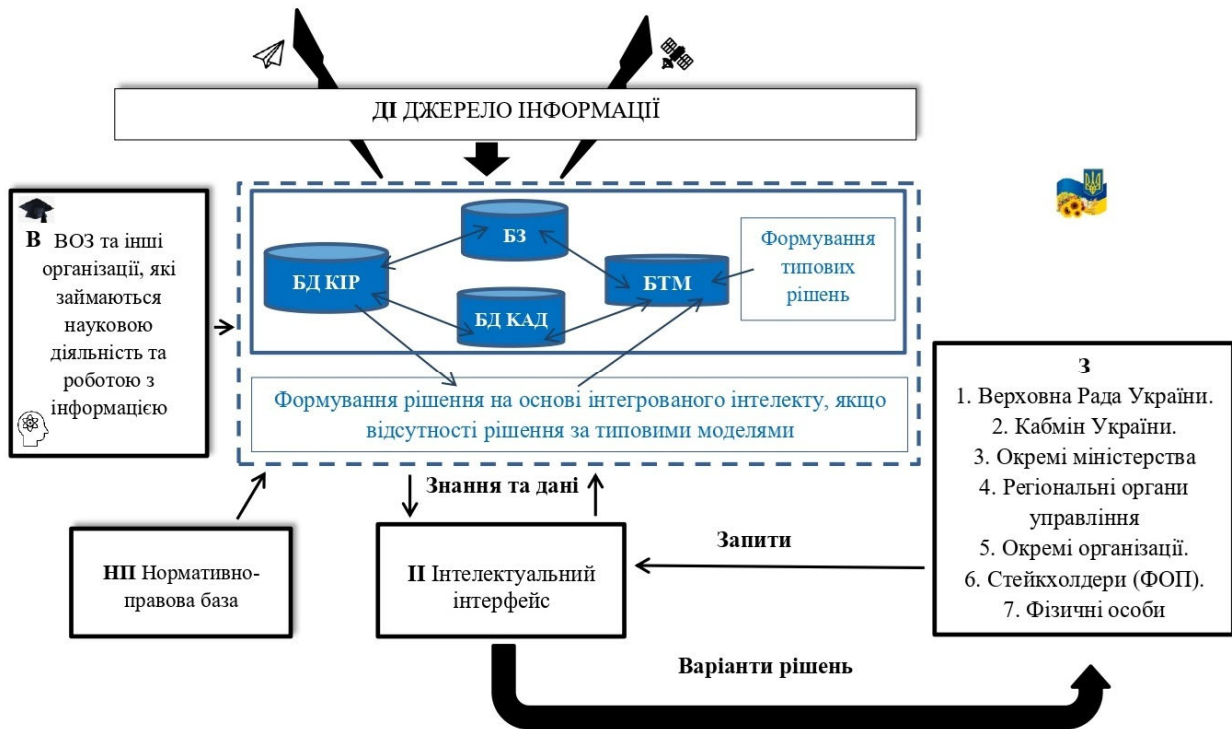 ДІ ДЖЕРЕЛО ІНФОРМАЦІЇ
В ВОЗ та інші
організації, які
займаються
науковою
діяльність та
роботою з
інформацією
БЗ
БД КІР
БТМ
БД КАД
Формування
типових
рішень
Формування рішення на основі інтегрованого інтелекту, якщо
відсутності рішення за типовими моделями
Знання та дані
НП Нормативно-
правова база
ІІ Інтелектуальний
інтерфейс
Запити
З
1. Верховна Рада України.
2. Кабмін України.
3. Окремі міністерства
4. Регіональні органи
управління
5. Окремі організації.
6. Стейкхолдери (ФОП).
7. Фізичні особи
Варіанти рішень